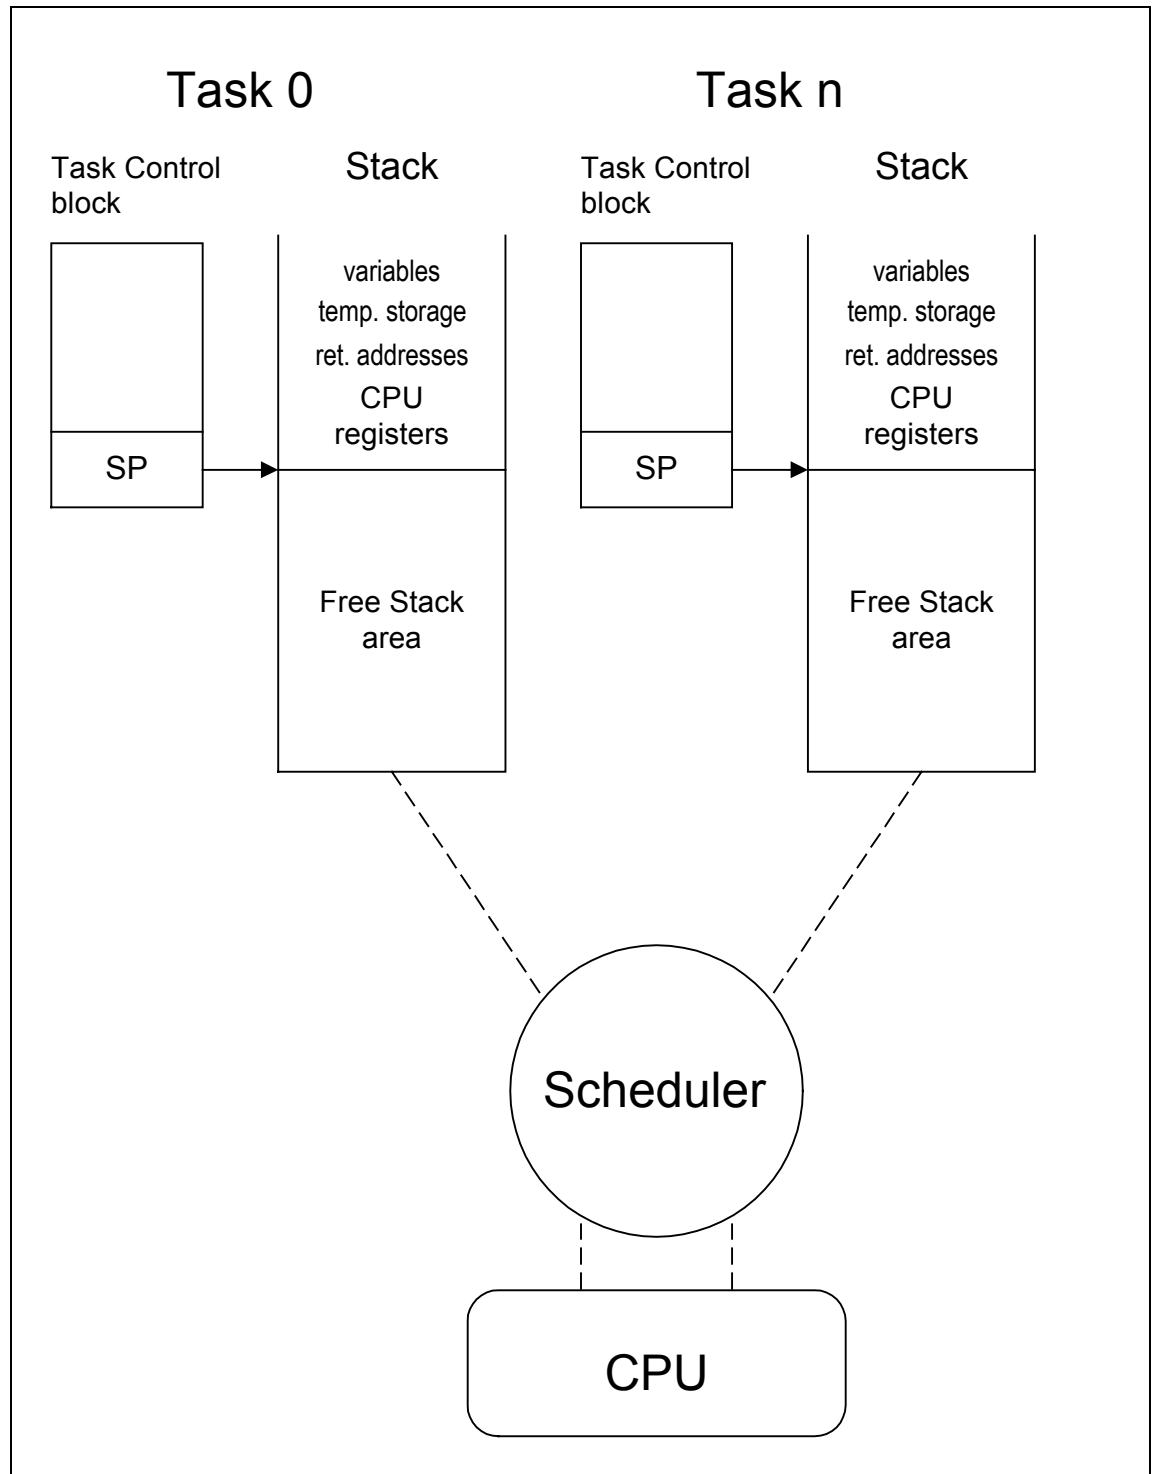 Task 0
Task Control
block
Stack
variables
temp. storage
ret. addresses
CPU
registers
SP
Free Stack
area
Task n
Task Control
block
Stack
variables
temp. storage
ret. addresses
CPU
registers
SP
Free Stack
area
Scheduler
CPU